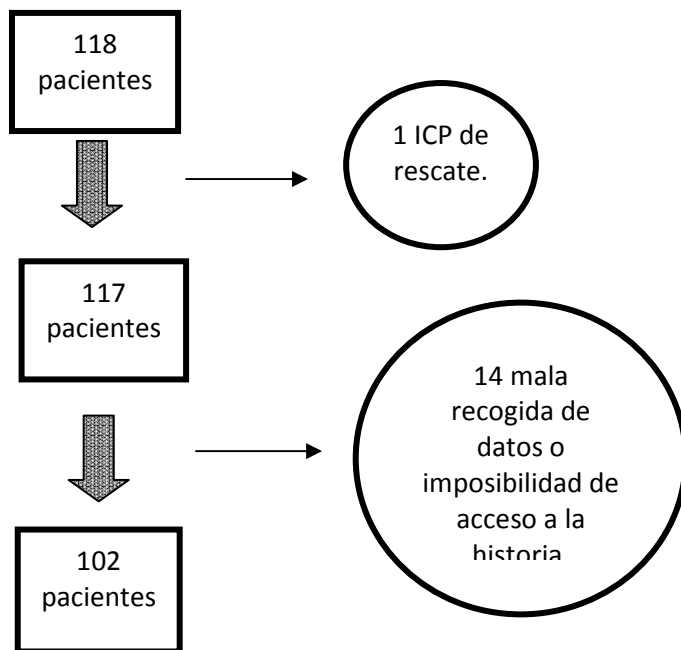 118
pacientes
1 ICP de
rescate.
117
pacientes
14 mala
recogida de
datos o
imposibilidad de
acceso a la
historia
102
pacientes